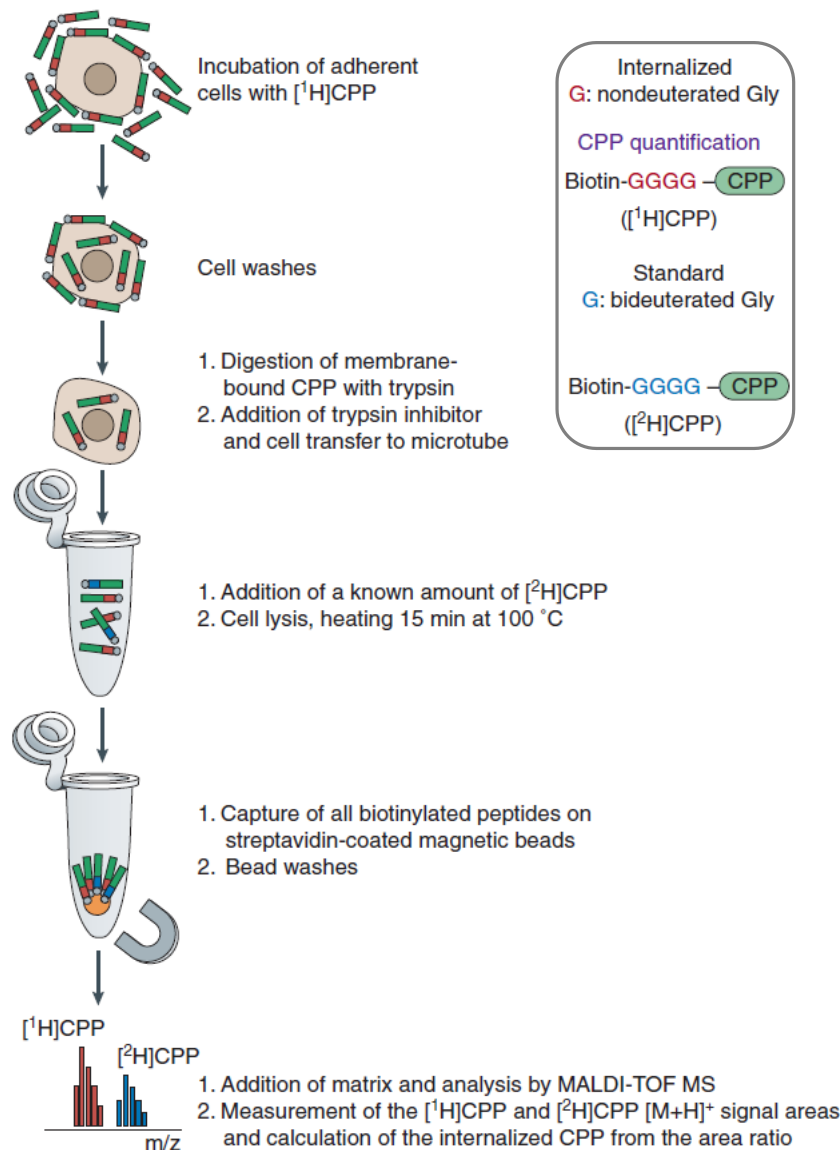 Incubation of adherent
cells with [¹H]CPP
Internalized
G: nondeuterated Gly
CPP quantification
Biotin-GGGG – CPP
([¹H]CPP)
Standard
G: bideuterated Gly
Biotin-GGGG – CPP
([²H]CPP)
Cell washes
1. Digestion of membrane-
bound CPP with trypsin
2. Addition of trypsin inhibitor
and cell transfer to microtube
1. Addition of a known amount of [²H]CPP
2. Cell lysis, heating 15 min at 100 ˚C
1. Capture of all biotinylated peptides on
streptavidin-coated magnetic beads
2. Bead washes
[¹H]CPP
[²H]CPP
m/z
1. Addition of matrix and analysis by MALDI-TOF MS
2. Measurement of the [¹H]CPP and [²H]CPP [M+H]⁺ signal areas
and calculation of the internalized CPP from the area ratio